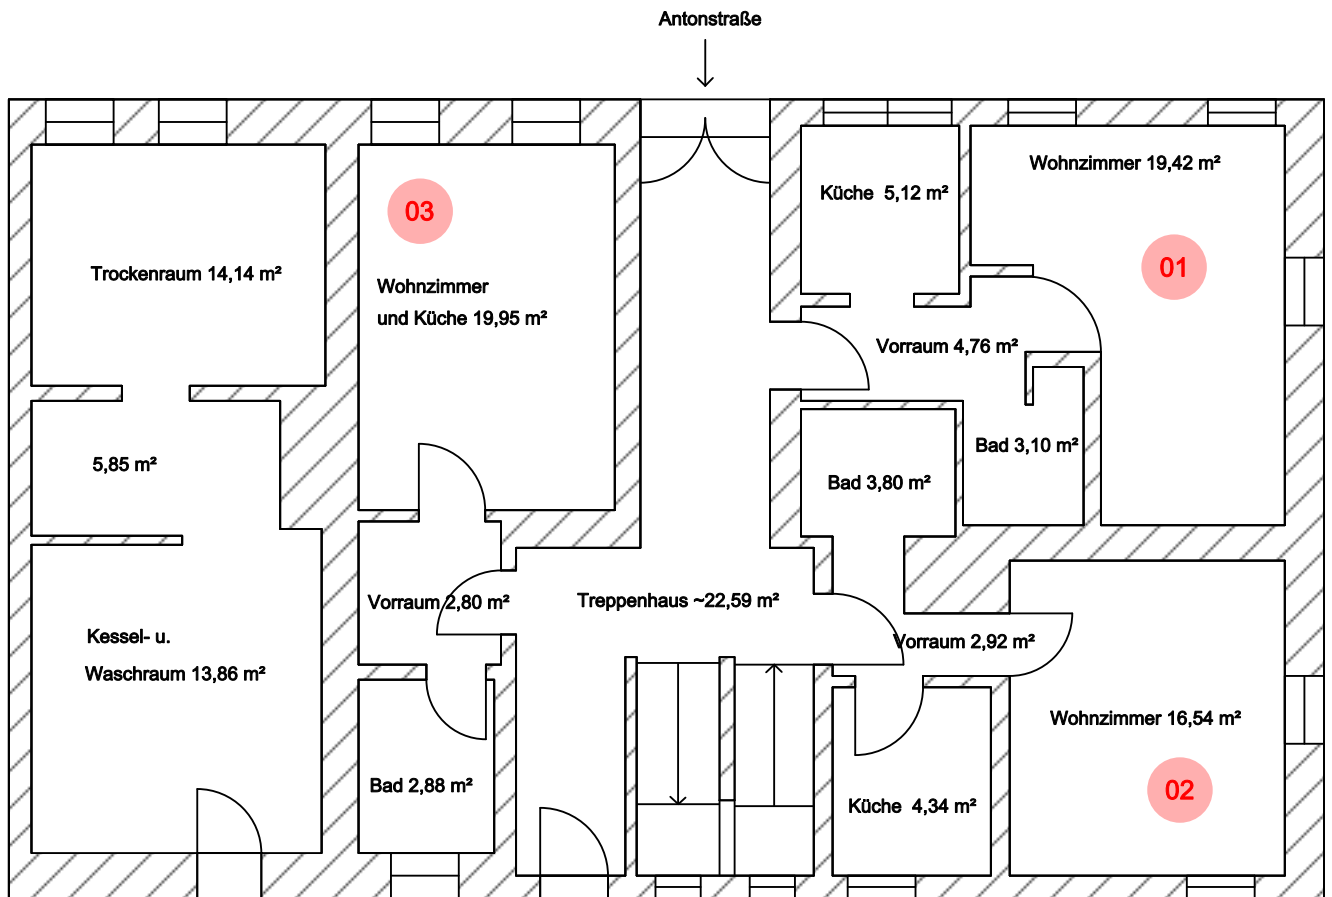 Antonstraße
Wohnzimmer 19,42 m²
Küche 5,12 m²
03
01
Trockenraum 14,14 m²
Wohnzimmer
und Küche 19,95 m²
Vorraum 4,76 m²
Bad 3,10 m²
5,85 m²
Bad 3,80 m²
Vorraum 2,80 m²
Treppenhaus ~22,59 m²
Kessel- u.
Waschraum 13,86 m²
Vorraum 2,92 m²
Wohnzimmer 16,54 m²
02
Bad 2,88 m²
Küche 4,34 m²